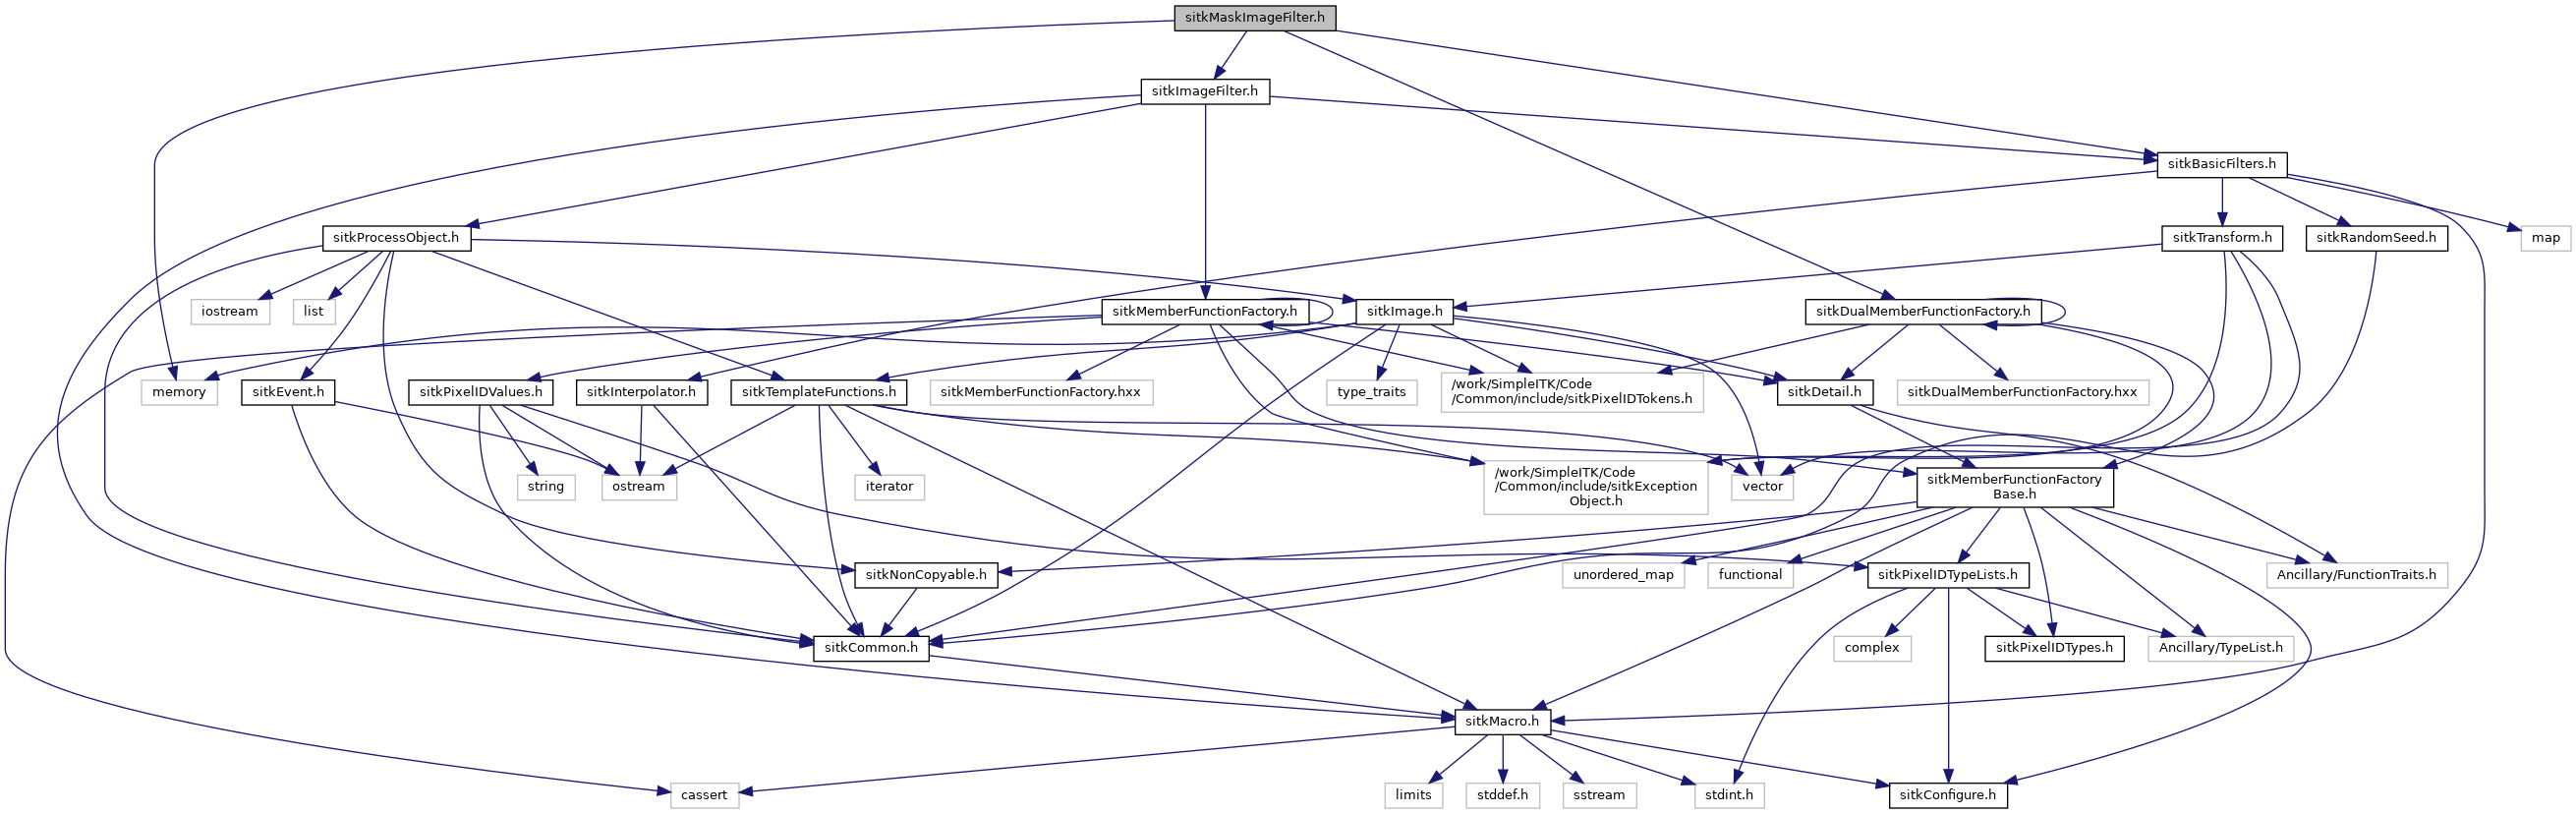 sitkMaskImageFilter.h
sitkImageFilter.h
sitkBasicFilters.h
sitkProcessObject.h
sitkTransform.h
sitkRandomSeed.h
map
iostream
list
sitkMemberFunctionFactory.h
sitkImage.h
sitkDualMemberFunctionFactory.h
memory
sitkEvent.h
sitkPixelIDValues.h
sitkInterpolator.h
sitkTemplateFunctions.h
sitkMemberFunctionFactory.hxx
type_traits
/work/SimpleITK/Code
/Common/include/sitkPixelIDTokens.h
sitkDetail.h
sitkDualMemberFunctionFactory.hxx
string
ostream
iterator
/work/SimpleITK/Code
/Common/include/sitkException
Object.h
vector
sitkMemberFunctionFactory
Base.h
sitkNonCopyable.h
unordered_map
functional
sitkPixelIDTypeLists.h
Ancillary/FunctionTraits.h
sitkCommon.h
complex
sitkPixelIDTypes.h
Ancillary/TypeList.h
sitkMacro.h
cassert
limits
stddef.h
sstream
stdint.h
sitkConfigure.h